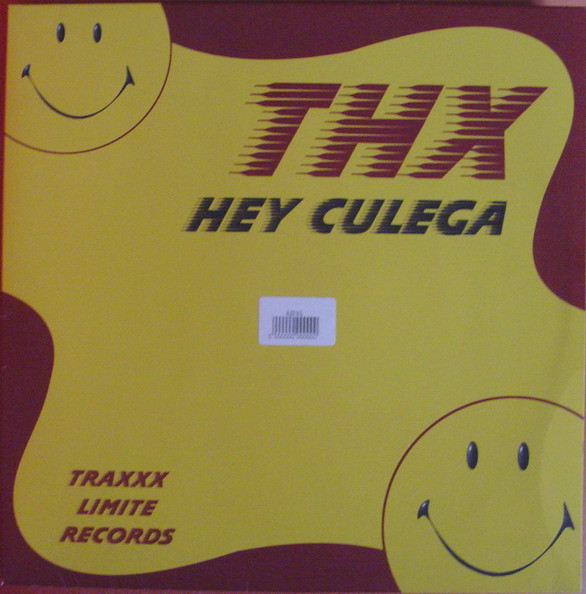 THX
HEY CULEGA
TRAXXX
LIMITE
RECORDS